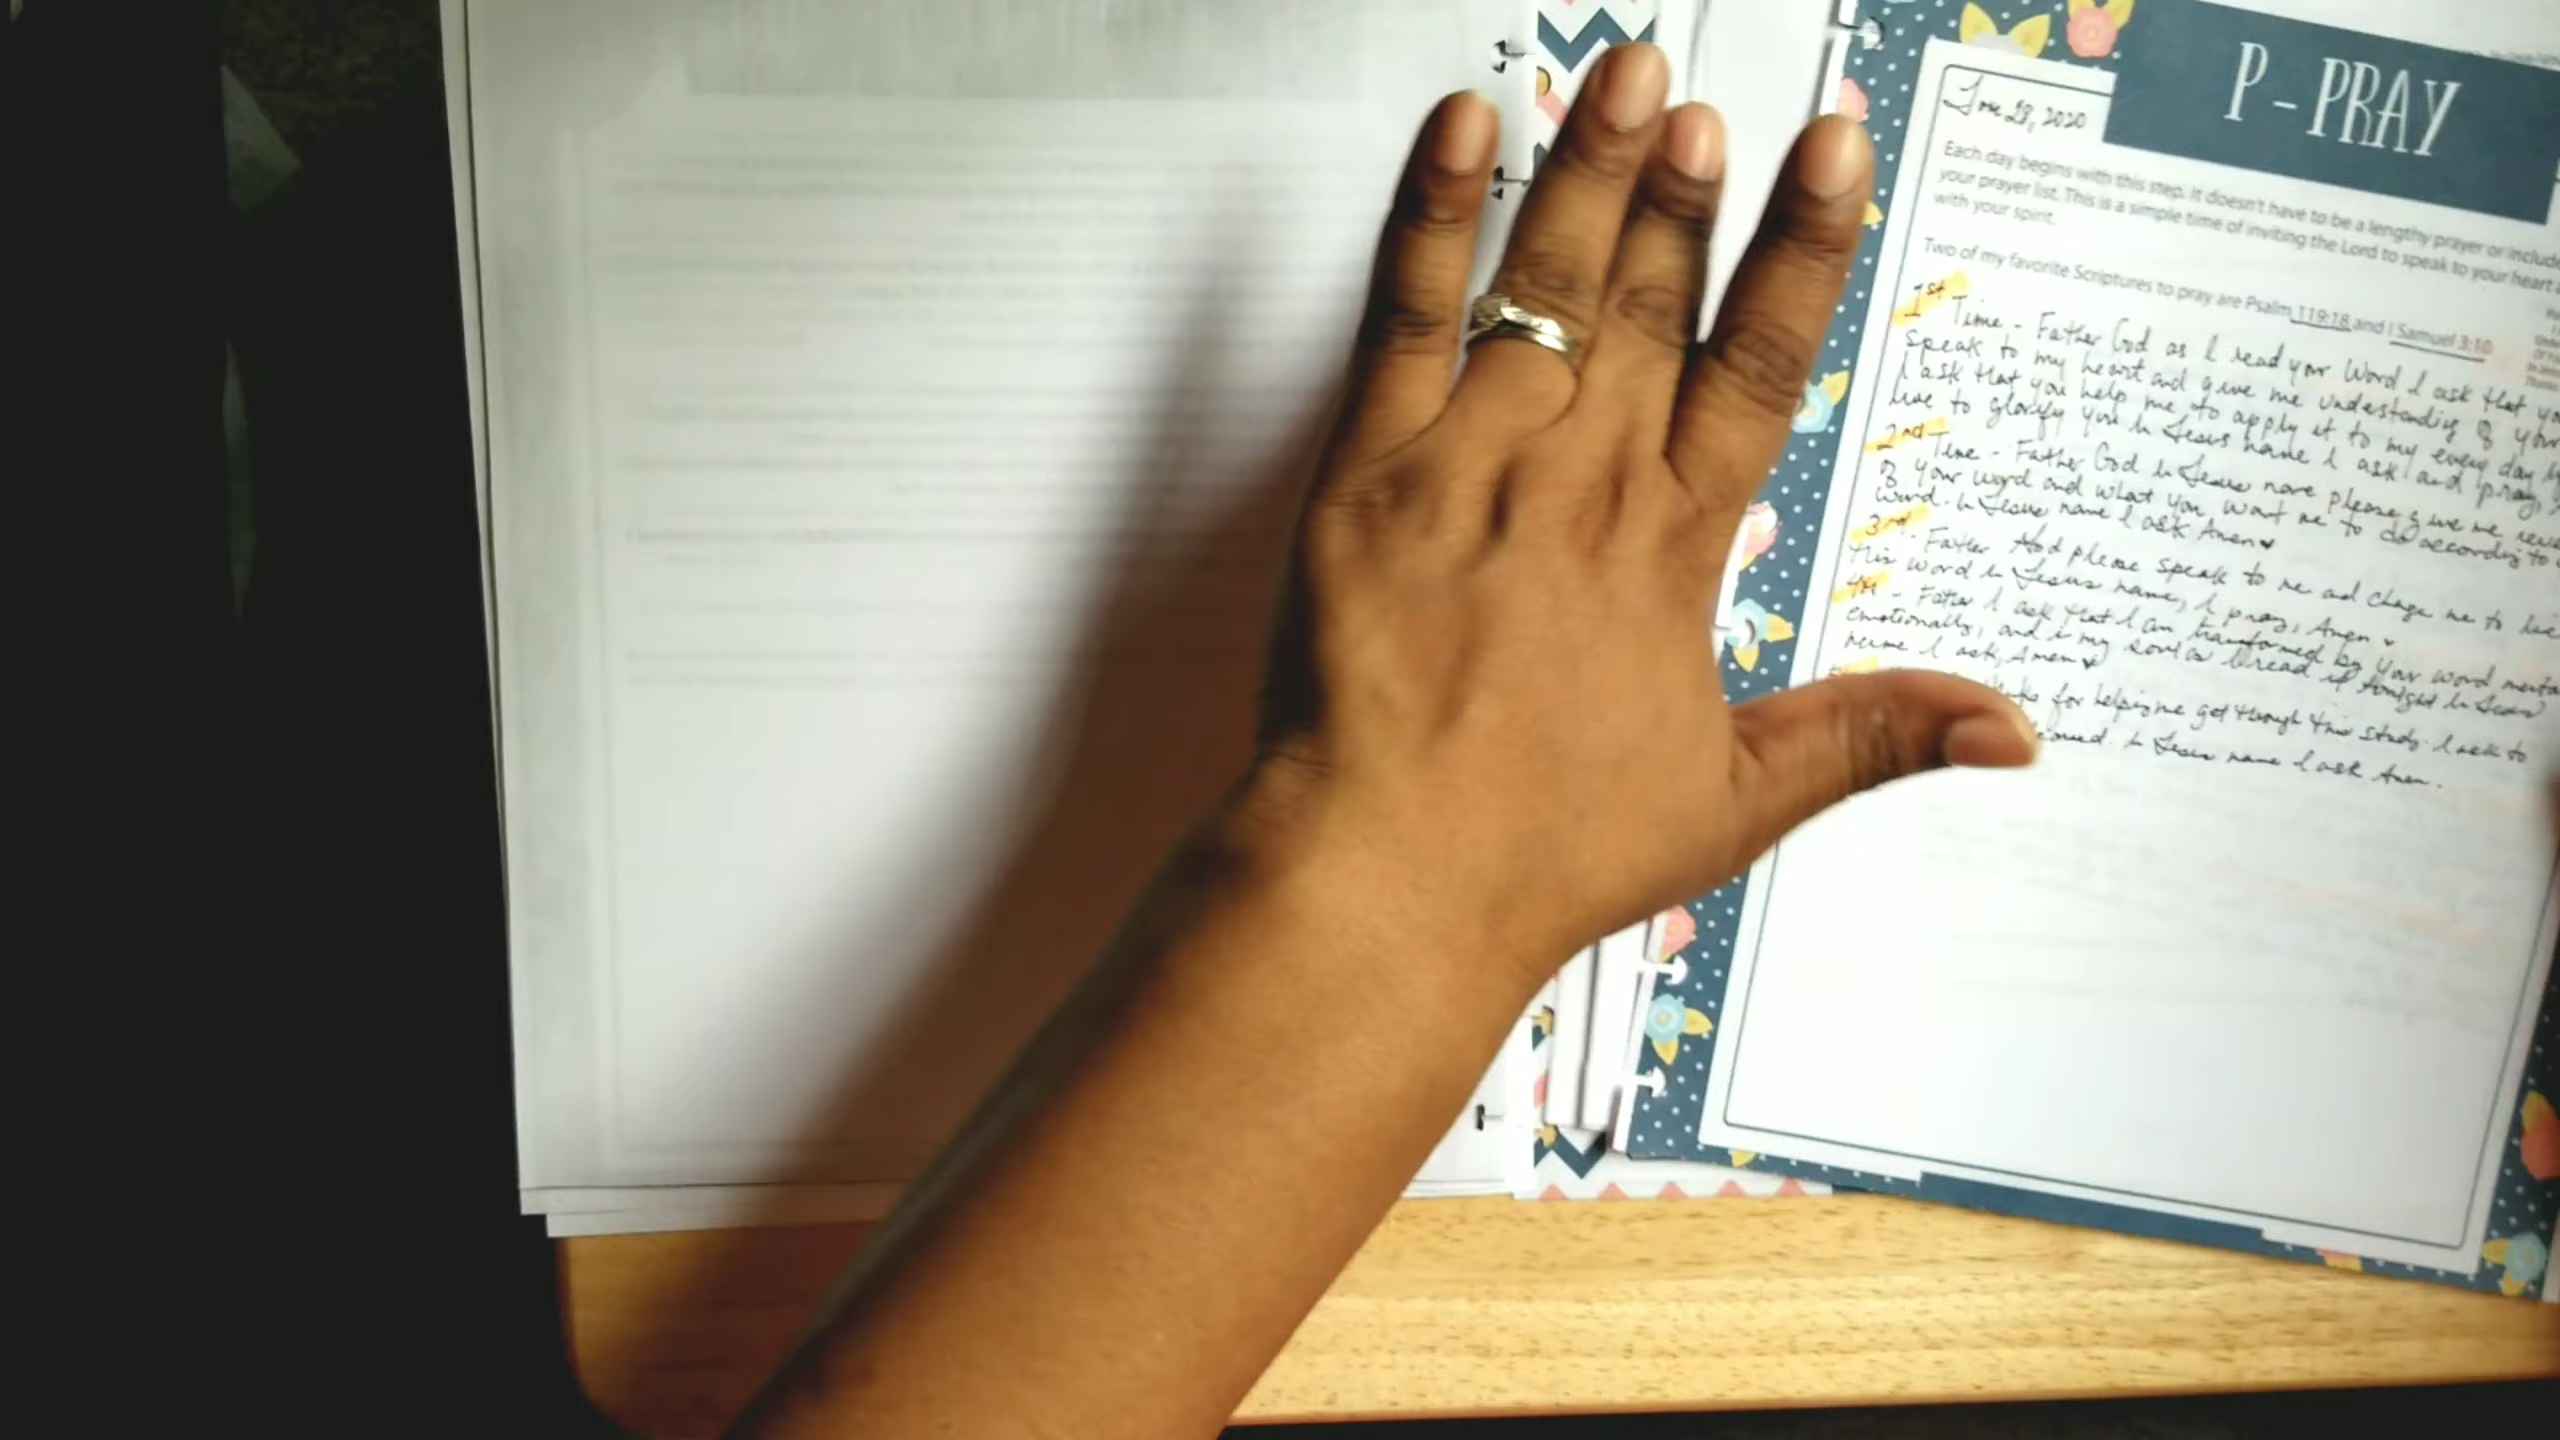 P - PRAY
June 28, 2020
Each day begins with this step. It doesn't have to be a lengthy prayer or include
your prayer list. This is a simple time of inviting the Lord to speak to your heart
with your spirit.
Two of my favorite Scriptures to pray are Psalm 119:18 and I Samuel 3:10.
1st Time - Father God as I read your Word I ask that
speak to my heart and give me understanding of your
I ask that you help me to apply it to my every day
live to glorify you In Jesus name I ask and pray,
2nd Time - Father God In Jesus name please give me
of your word and what you want me to do according to
word. In Jesus name I ask Amen
3rd - Father God please speak to me and change me to
this word In Jesus name, I pray, Amen
4th - Father I ask that I can transformed by your word
emotionally, and in my soul as I read it tonight In Jesus
name I ask, Amen
for helping me get through this study. I ask to
In Jesus name I ask Amen.